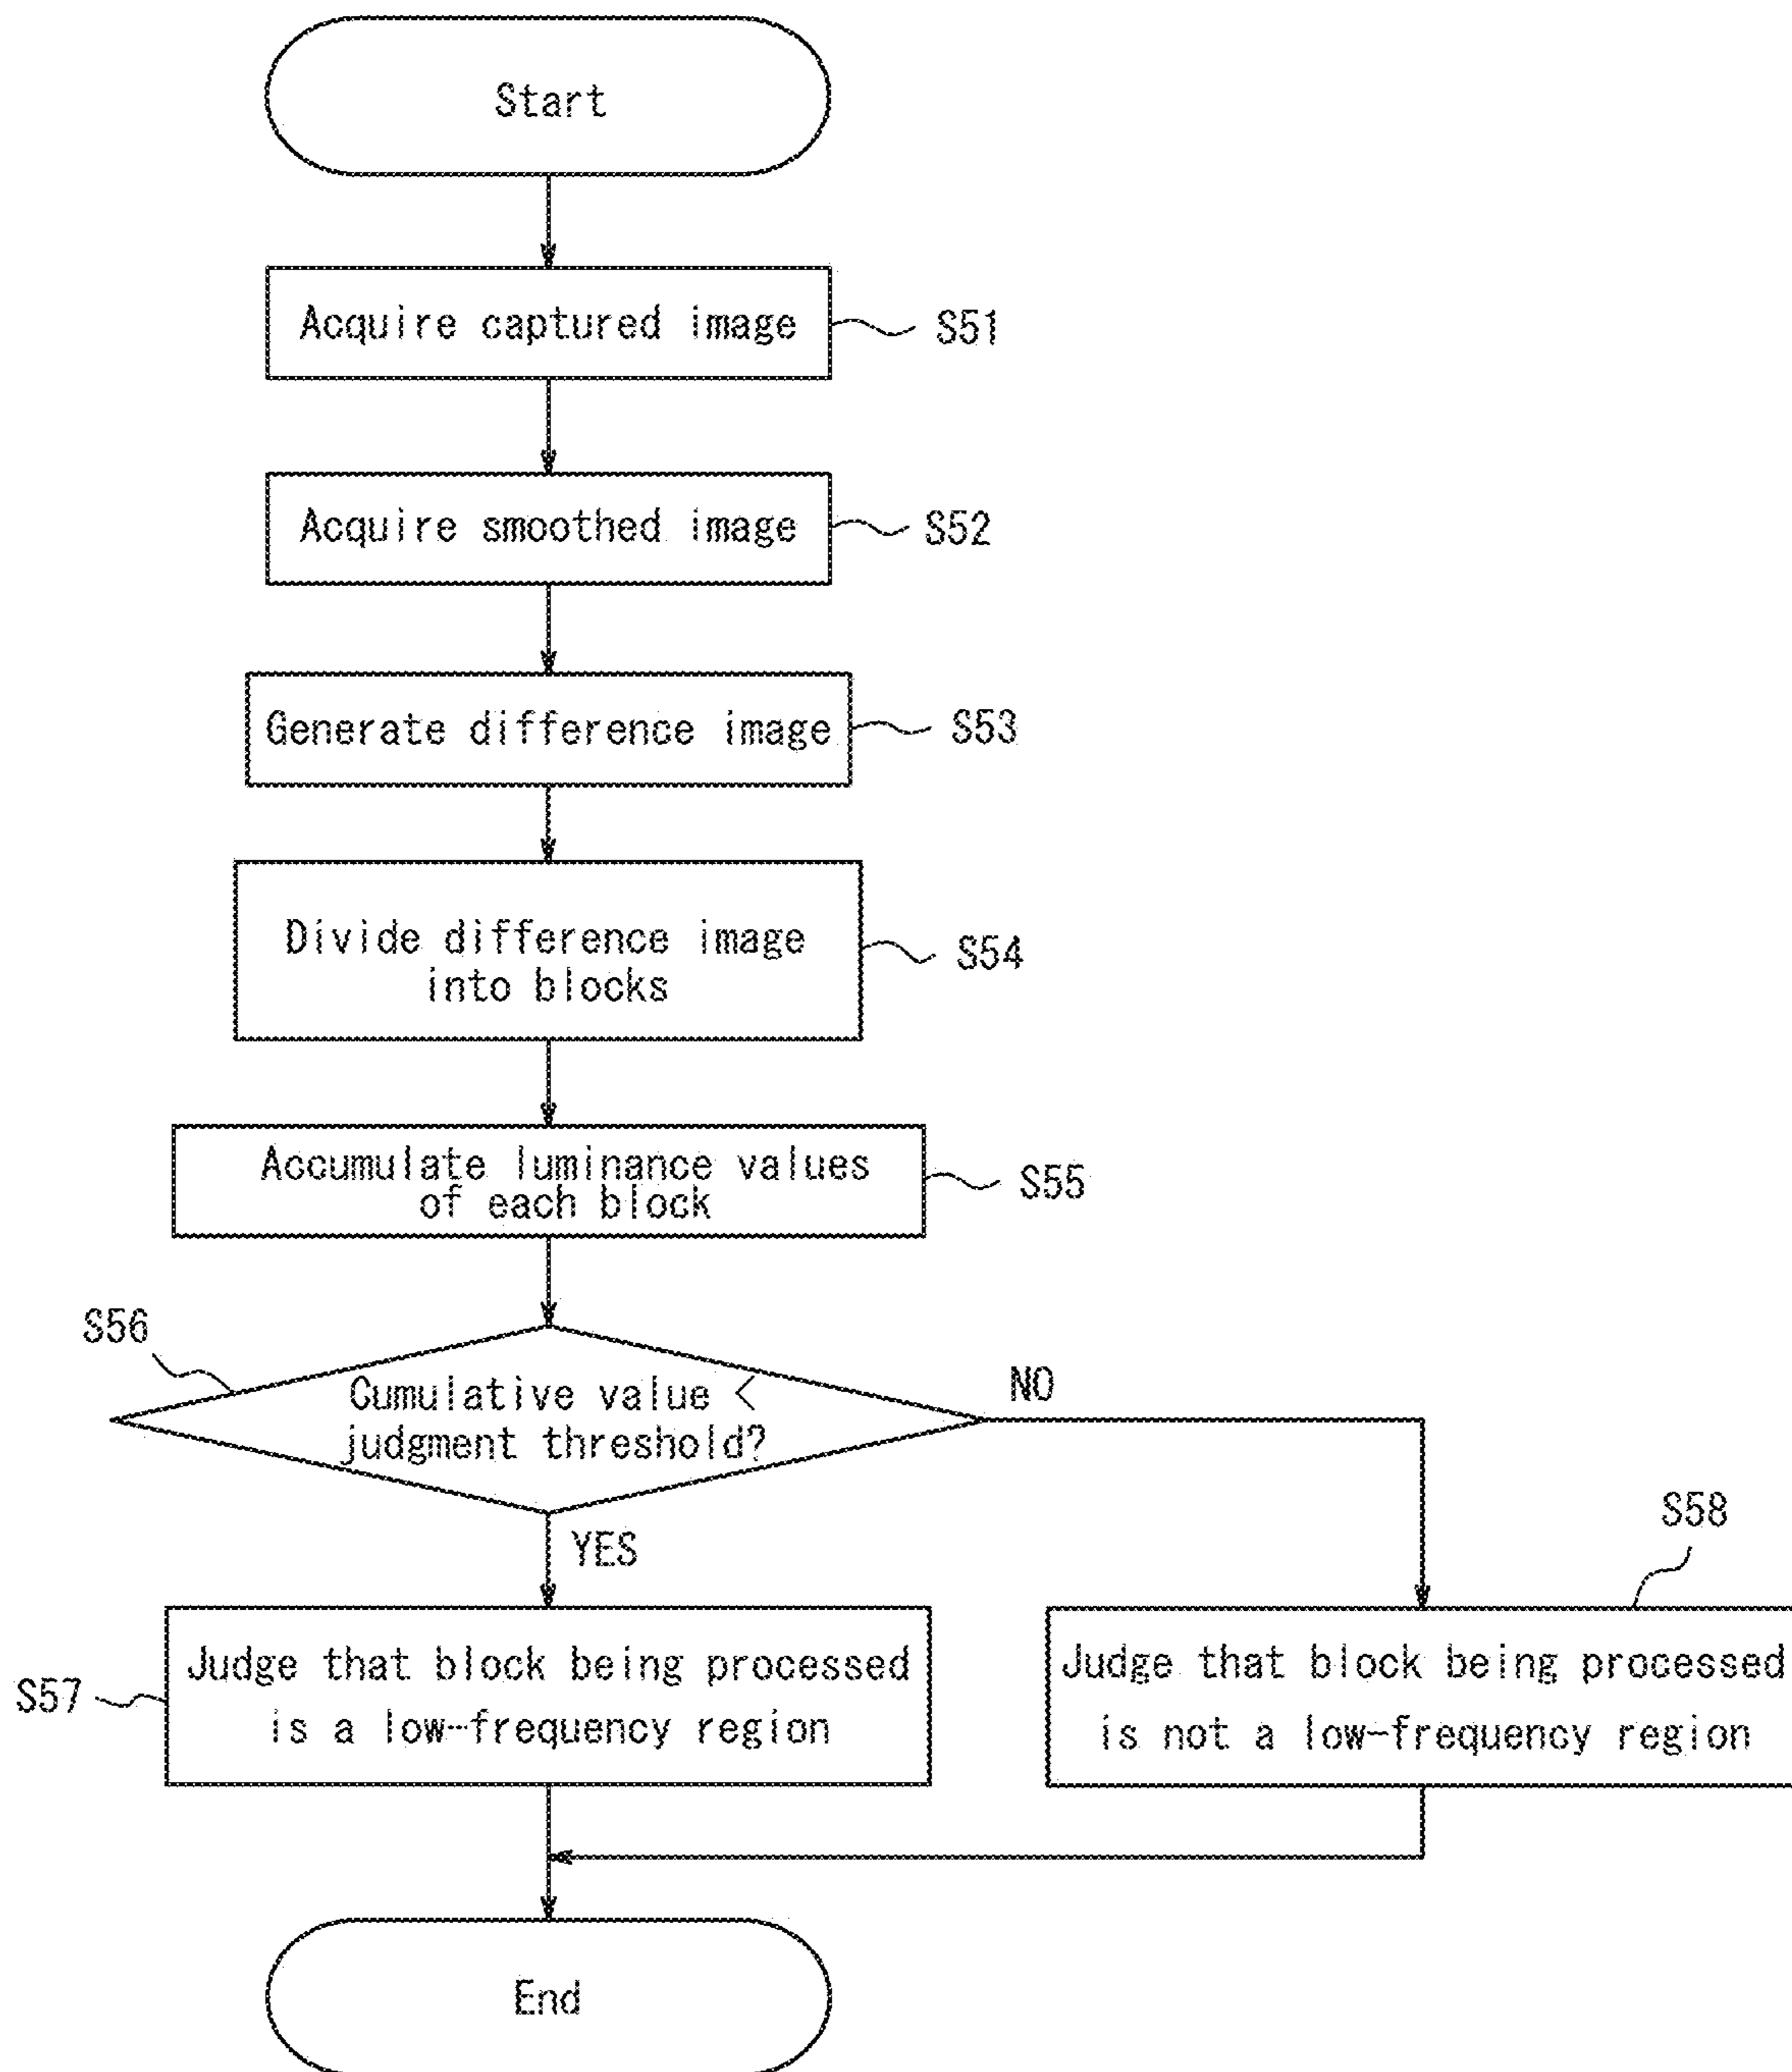 Start
Acquire captured image
S51
Acquire smoothed image
S52
Generate difference image
S53
Divide difference image
into blocks
S54
Accumulate luminance values
of each block
S55
S56
Cumulative value <
judgment threshold?
NO
YES
S58
S57
Judge that block being processed
is a low-frequency region
Judge that block being processed
is not a low-frequency region
End